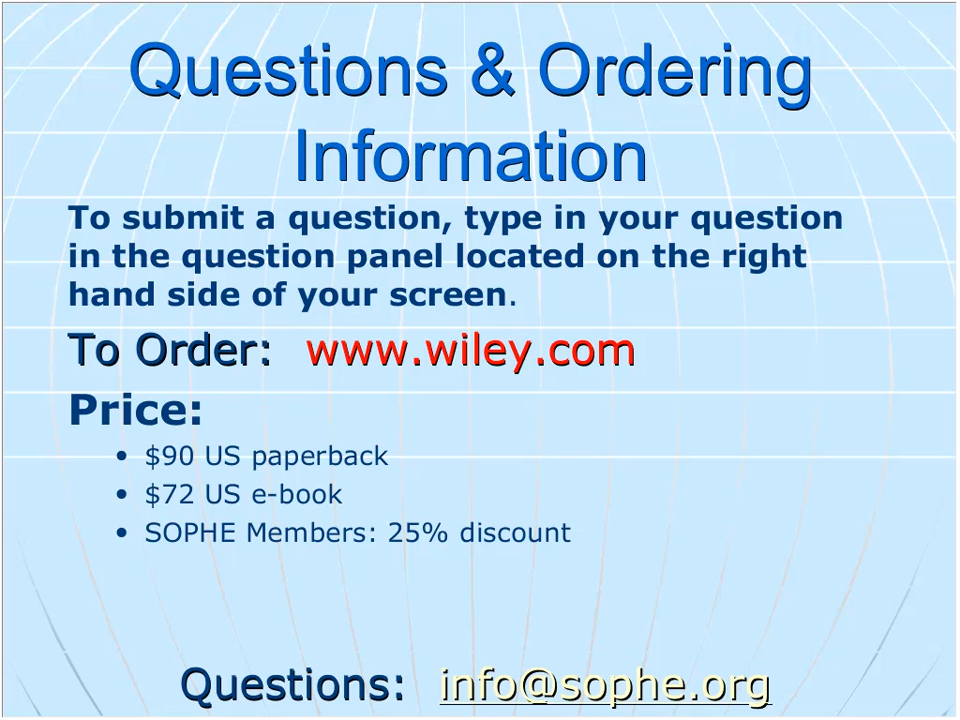 Questions & Ordering
Information
To submit a question, type in your question
in the question panel located on the right
hand side of your screen.
To Order:  www.wiley.com
Price:
• $90 US paperback
• $72 US e-book
• SOPHE Members: 25% discount
Questions:  info@sophe.org